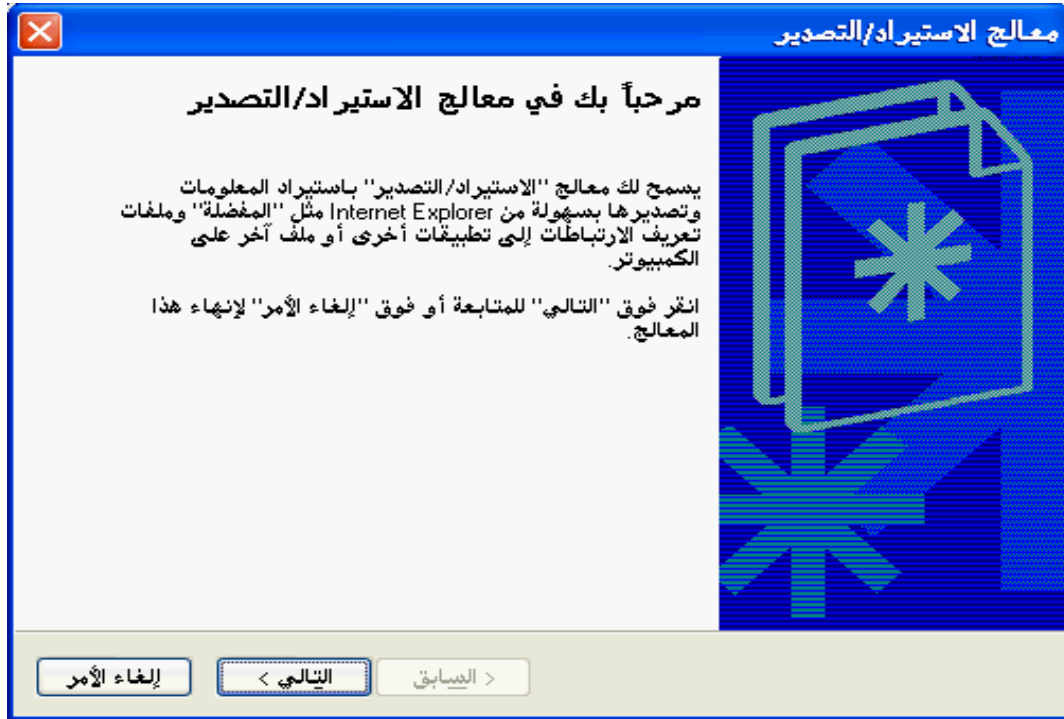 معالج الاستيراد/التصدير
مرحباً بك في معالج الاستيراد/التصدير
يسمح لك معالج "الاستيراد/التصدير" باستيراد المعلومات
وتصديرها بسهولة من Internet Explorer مثل "المفضلة" وملفات
تعريف الارتباطات إلى تطبيقات أخرى أو ملف آخر على
الكمبيوتر.
انقر فوق "التالي" للمتابعة أو فوق "إلغاء الأمر" لإنهاء هذا
المعالج.
< السابق
التالي >
إلغاء الأمر